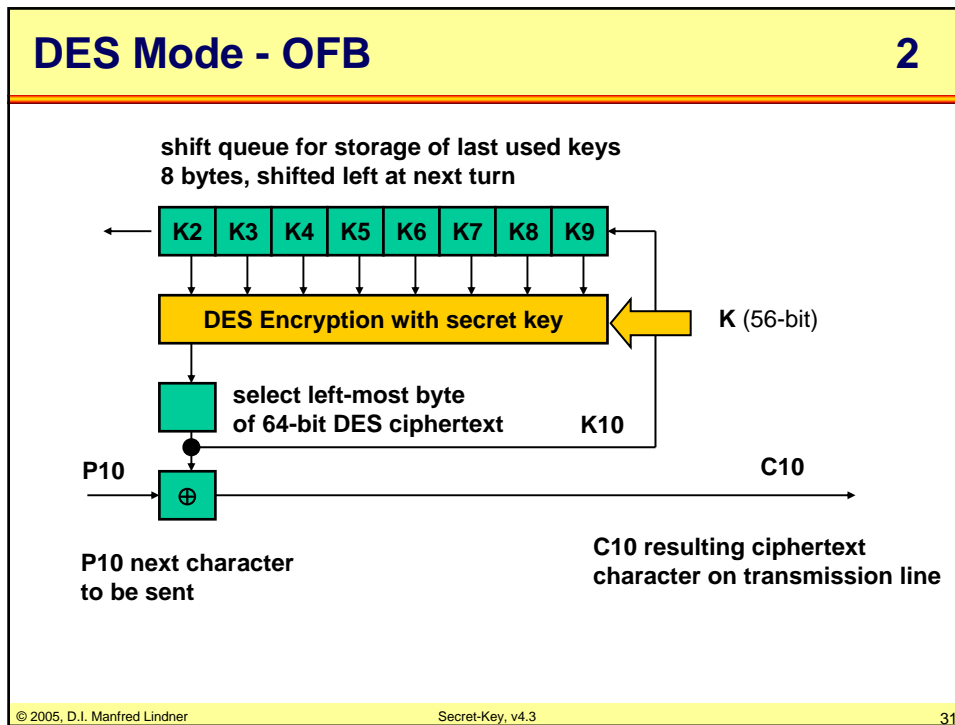 DES Mode - OFB 2
shift queue for storage of last used keys
8 bytes, shifted left at next turn
K2 K3 K4 K5 K6 K7 K8 K9
DES Encryption with secret key
K (56-bit)
select left-most byte
of 64-bit DES ciphertext
K10
P10
C10
⊕
P10 next character
to be sent
C10 resulting ciphertext
character on transmission line
© 2005, D.I. Manfred Lindner Secret-Key, v4.3 31